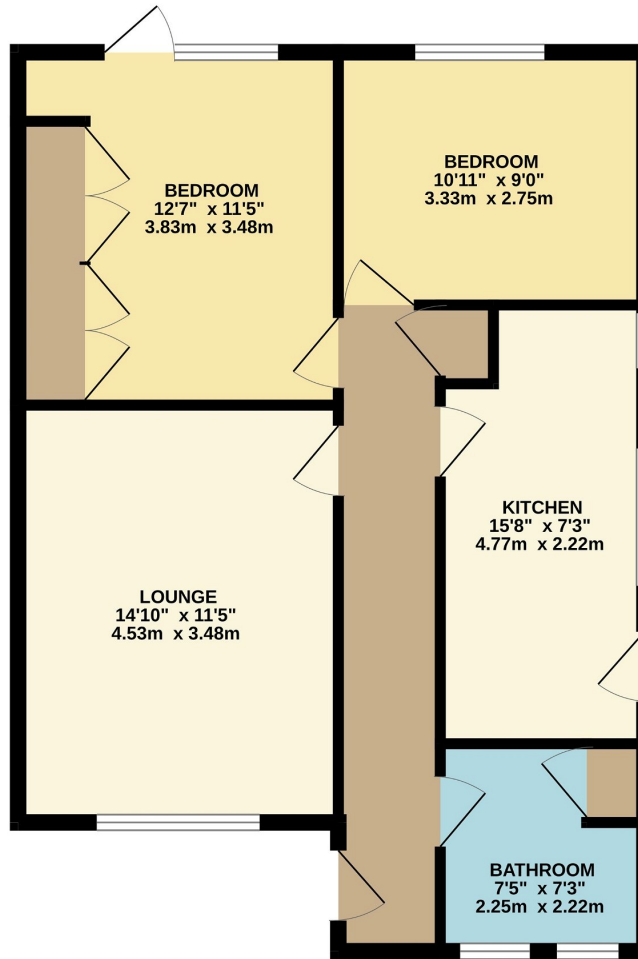 BEDROOM
12'7" x 11'5"
3.83m x 3.48m
BEDROOM
10'11" x 9'0"
3.33m x 2.75m
KITCHEN
15'8" x 7'3"
4.77m x 2.22m
LOUNGE
14'10" x 11'5"
4.53m x 3.48m
BATHROOM
7'5" x 7'3"
2.25m x 2.22m